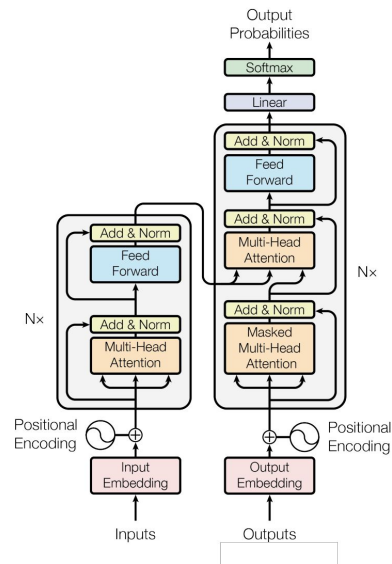 Output
Probabilities
Softmax
Linear
Add & Norm
Feed
Forward
Add & Norm
Multi-Head
Attention
Nx
Add & Norm
Masked
Multi-Head
Attention
Positional
Encoding
Output
Embedding
Outputs
Add & Norm
Feed
Forward
Nx
Add & Norm
Multi-Head
Attention
Positional
Encoding
Input
Embedding
Inputs